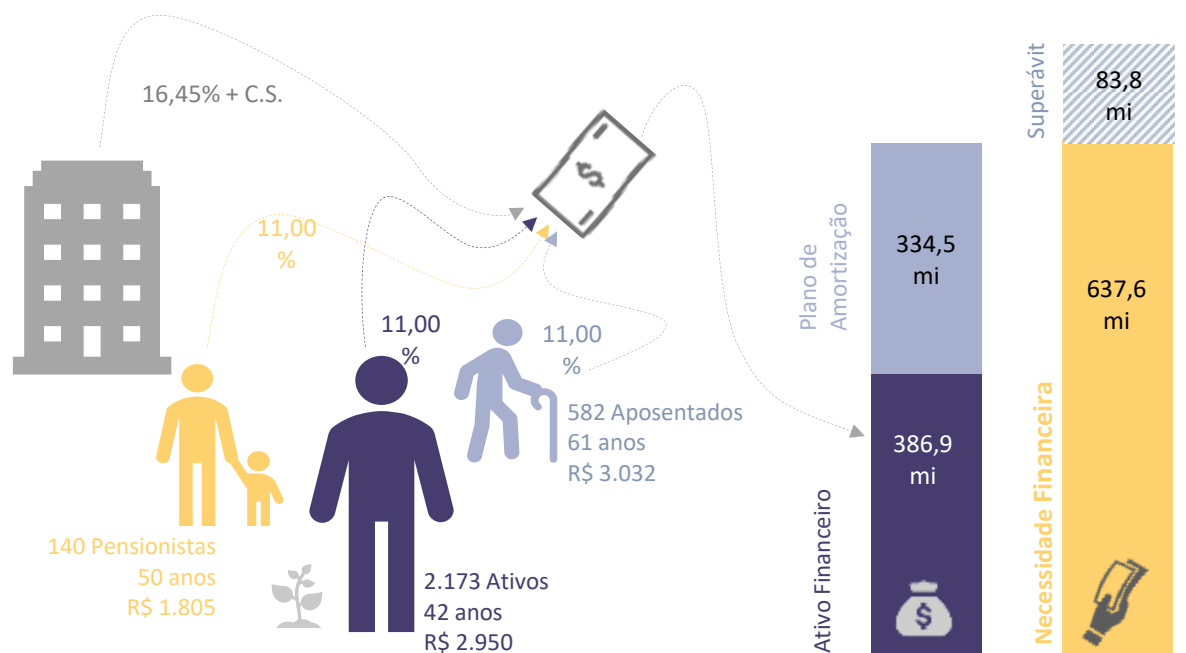 16,45% + C.S.
11,00
%
11,00
%
11,00
%
140 Pensionistas
50 anos
R$ 1.805
2.173 Ativos
42 anos
R$ 2.950
582 Aposentados
61 anos
R$ 3.032
$
Plano de
Amortização
334,5
mi
Ativo Financeiro
386,9
mi
$
Superávit
83,8
mi
Necessidade Financeira
637,6
mi